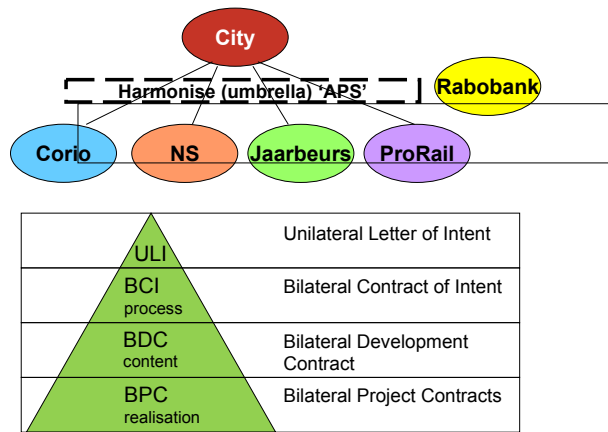 City
Harmonise (umbrella) ‘APS’
Rabobank
Corio
NS
Jaarbeurs
ProRail
ULI
Unilateral Letter of Intent
BCI
process
Bilateral Contract of Intent
BDC
content
Bilateral Development
Contract
BPC
realisation
Bilateral Project Contracts